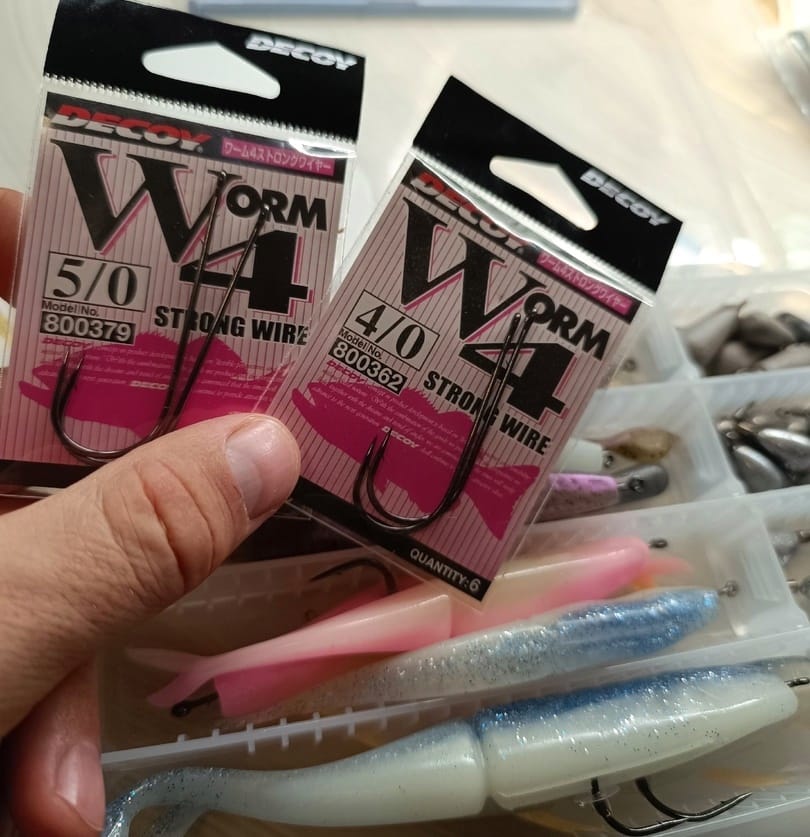 DECOY
DECOY
ワーム4ストロングワイヤー
WORM
4
5/0
STRONG WIRE
Model No.
800379
DECOY
DECOY
DECOY
ワーム4ストロングワイヤー
WORM
4
4/0
STRONG WIRE
Model No.
800362
DECOY
QUANTITY:6